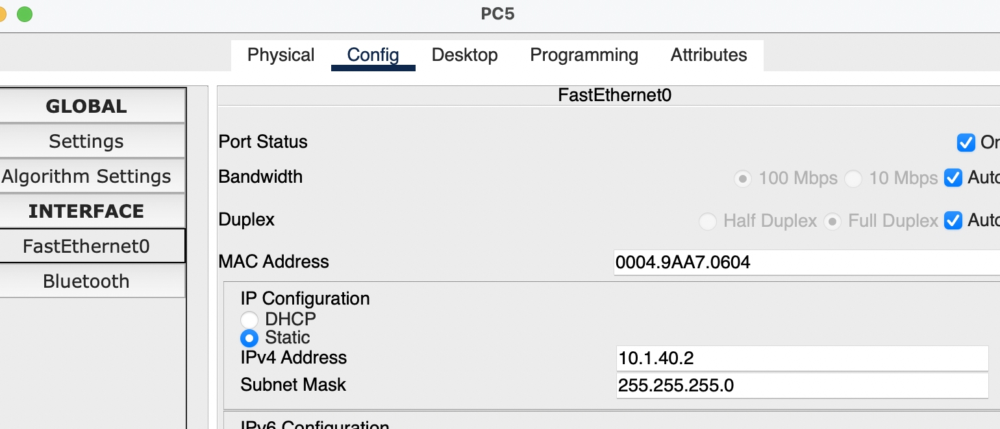 PC5
Physical Config Desktop Programming Attributes
GLOBAL
Settings
Algorithm Settings
INTERFACE
FastEthernet0
Bluetooth
FastEthernet0
Port Status On
Bandwidth 100 Mbps 10 Mbps Auto
Duplex Half Duplex Full Duplex Auto
MAC Address 0004.9AA7.0604
IP Configuration
DHCP
Static
IPv4 Address 10.1.40.2
Subnet Mask 255.255.255.0
IPv6 Configuration